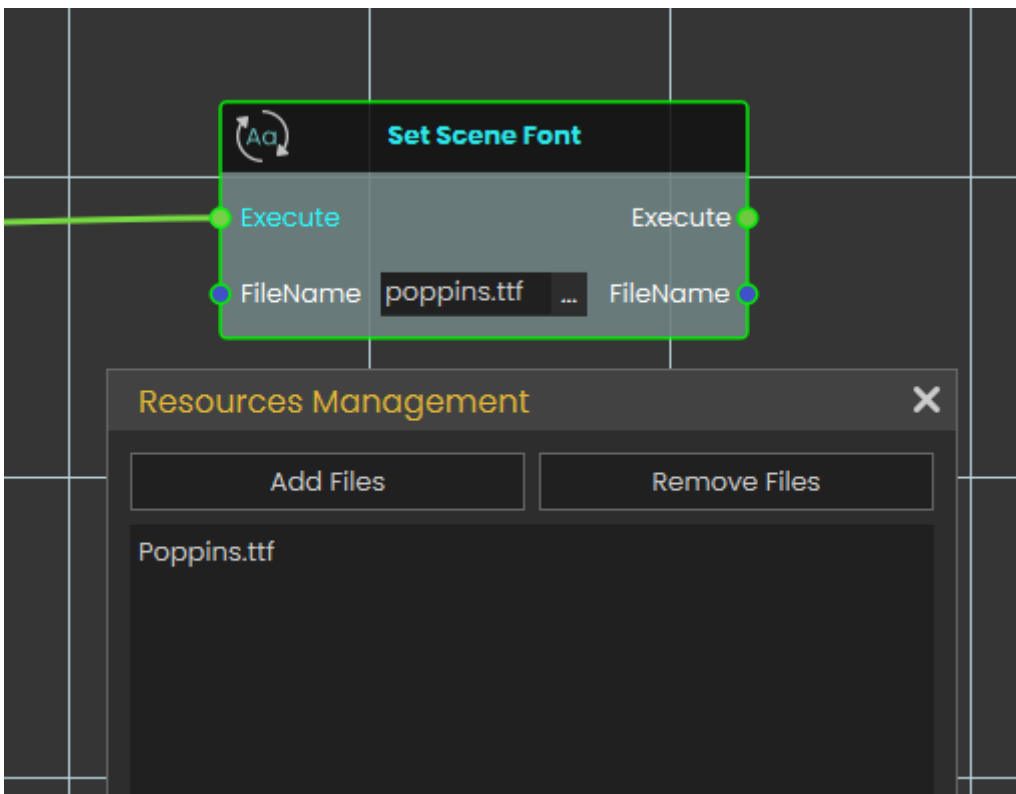 Aa
Set Scene Font
Execute Execute
FileName poppins.ttf ... FileName
Resources Management
Add Files Remove Files
Poppins.ttf